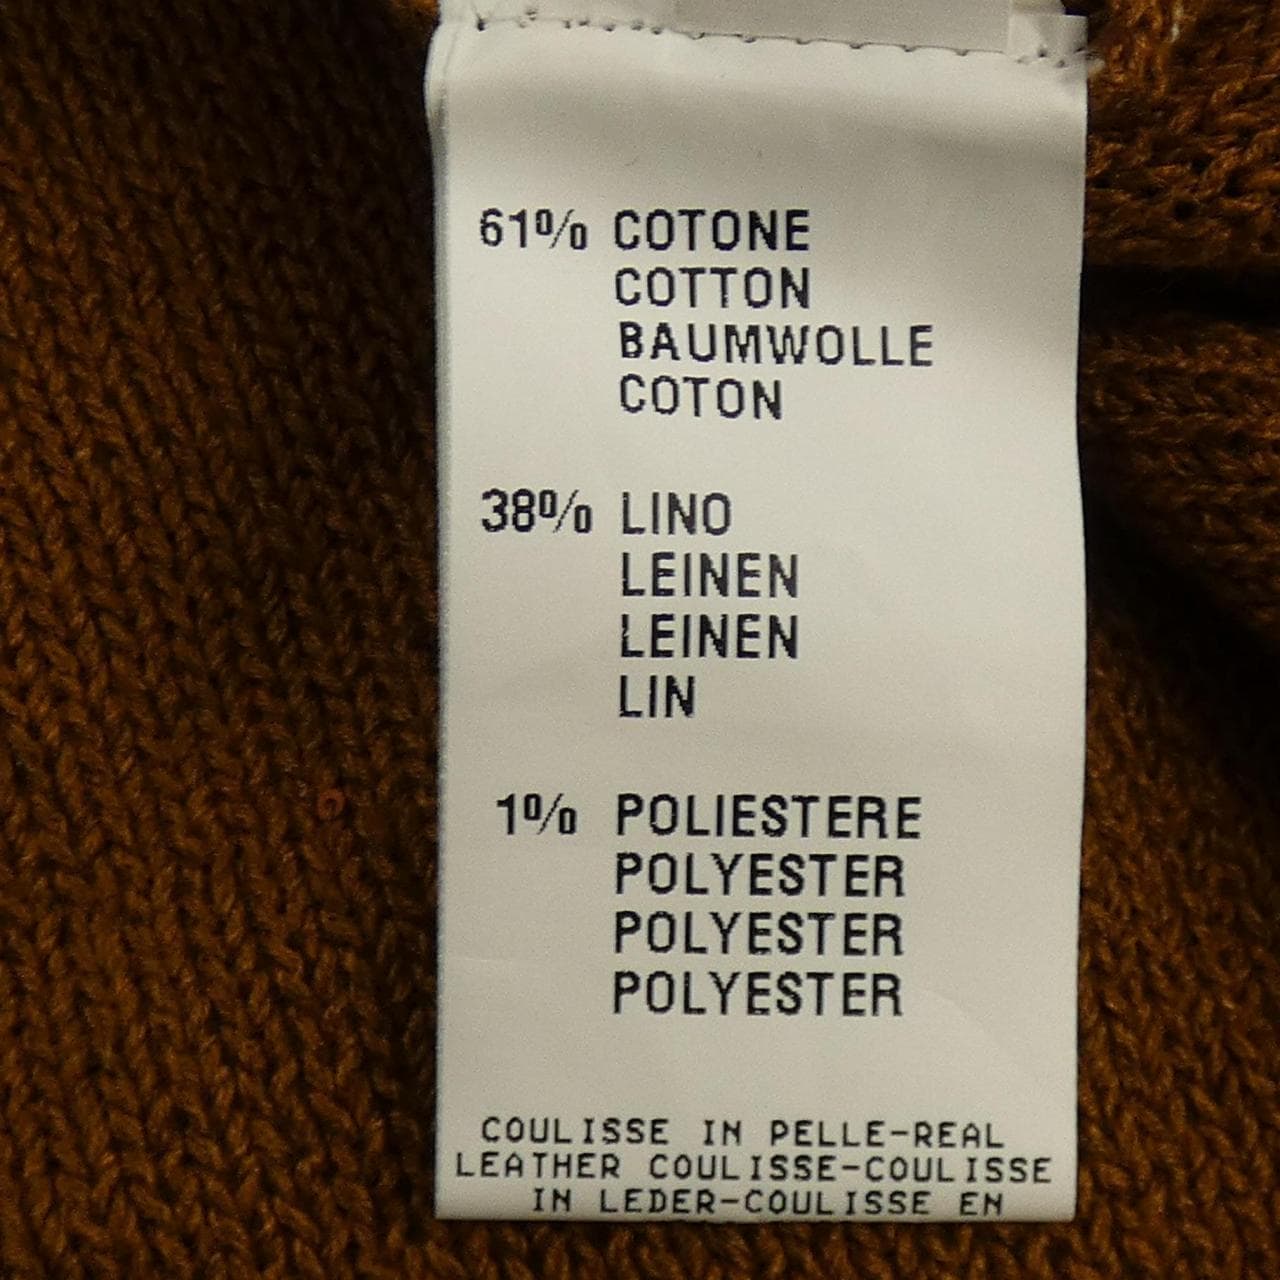 61% COTONE
COTTON
BAUMWOLLE
COTON
38% LINO
LEINEN
LEINEN
LIN
1% POLIESTERE
POLYESTER
POLYESTER
POLYESTER
COULISSE IN PELLE-REAL
LEATHER COULISSE-COULISSE
IN LEDER-COULISSE EN